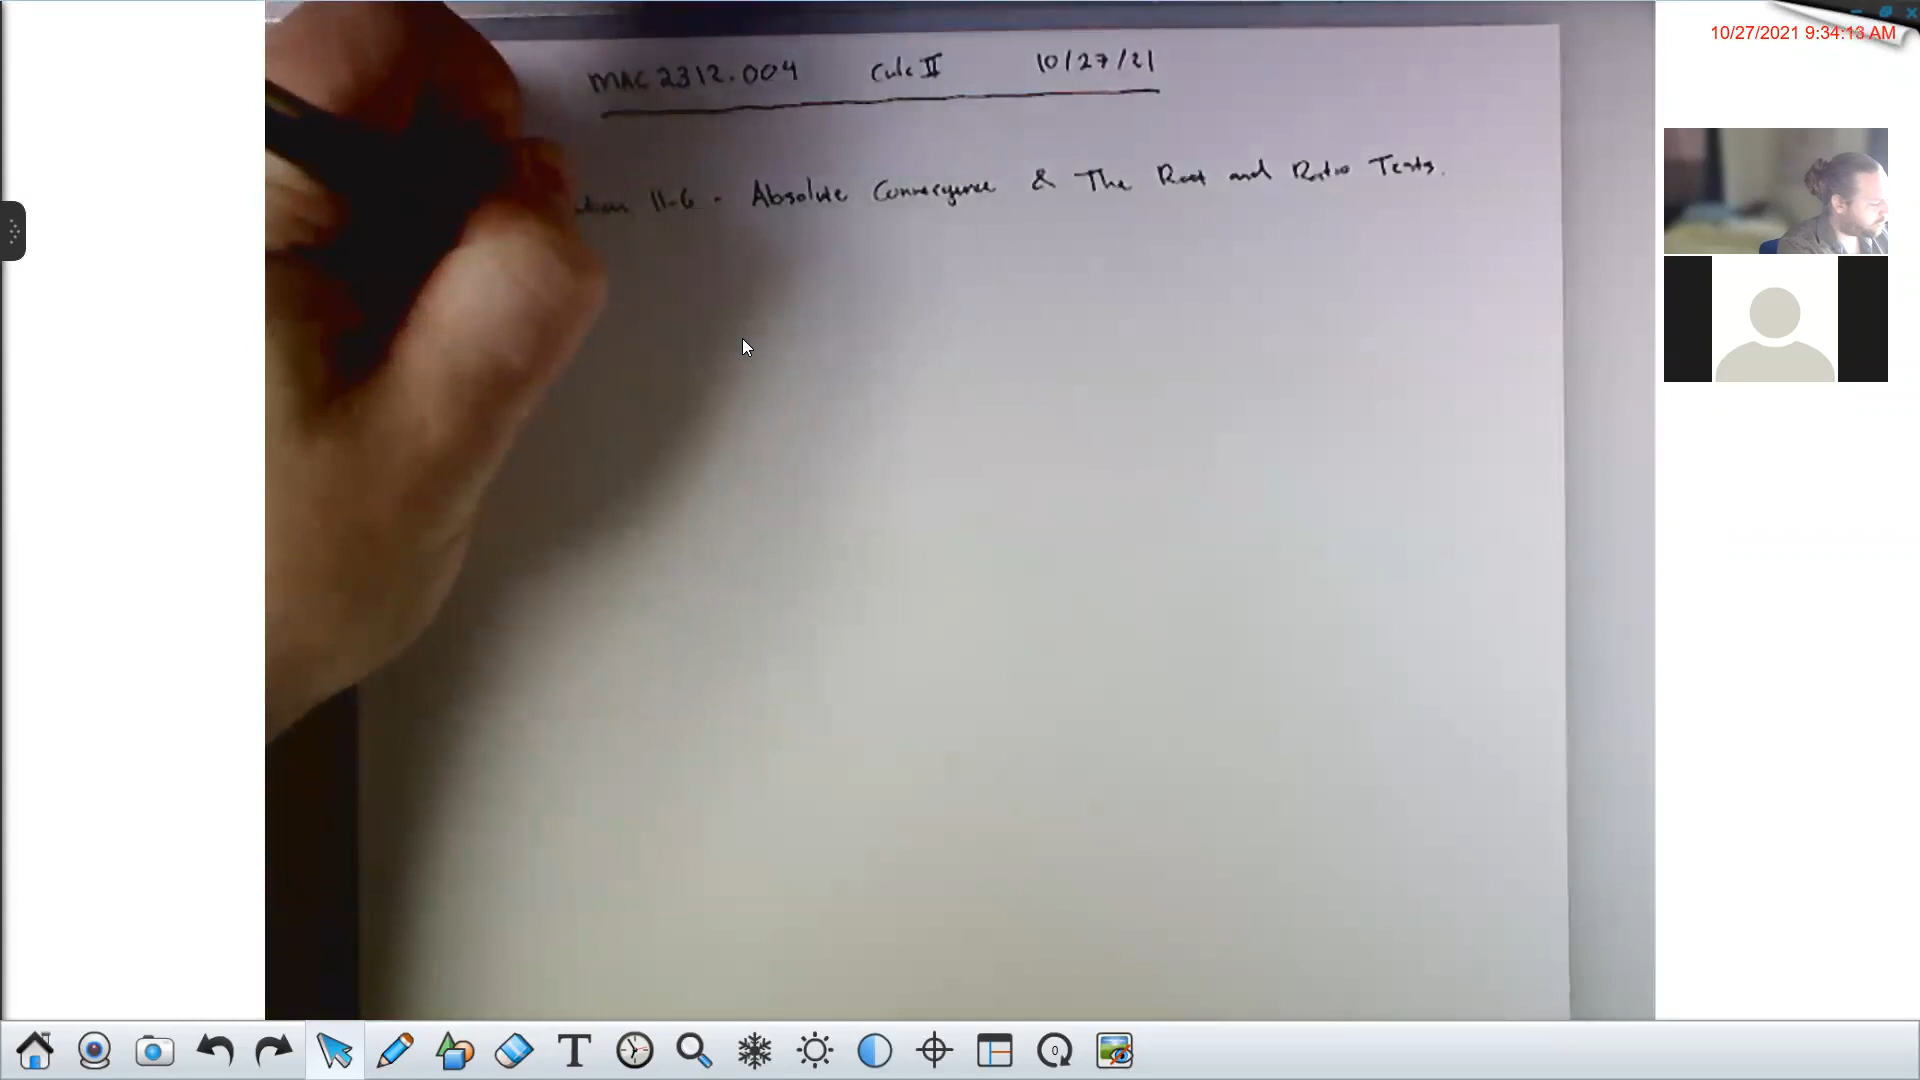 10/27/2021 9:34:13 AM
MAC 2312.004 Calc II 10/27/21
11.6 - Absolute Convergence & The Root and Ratio Tests.
T
0